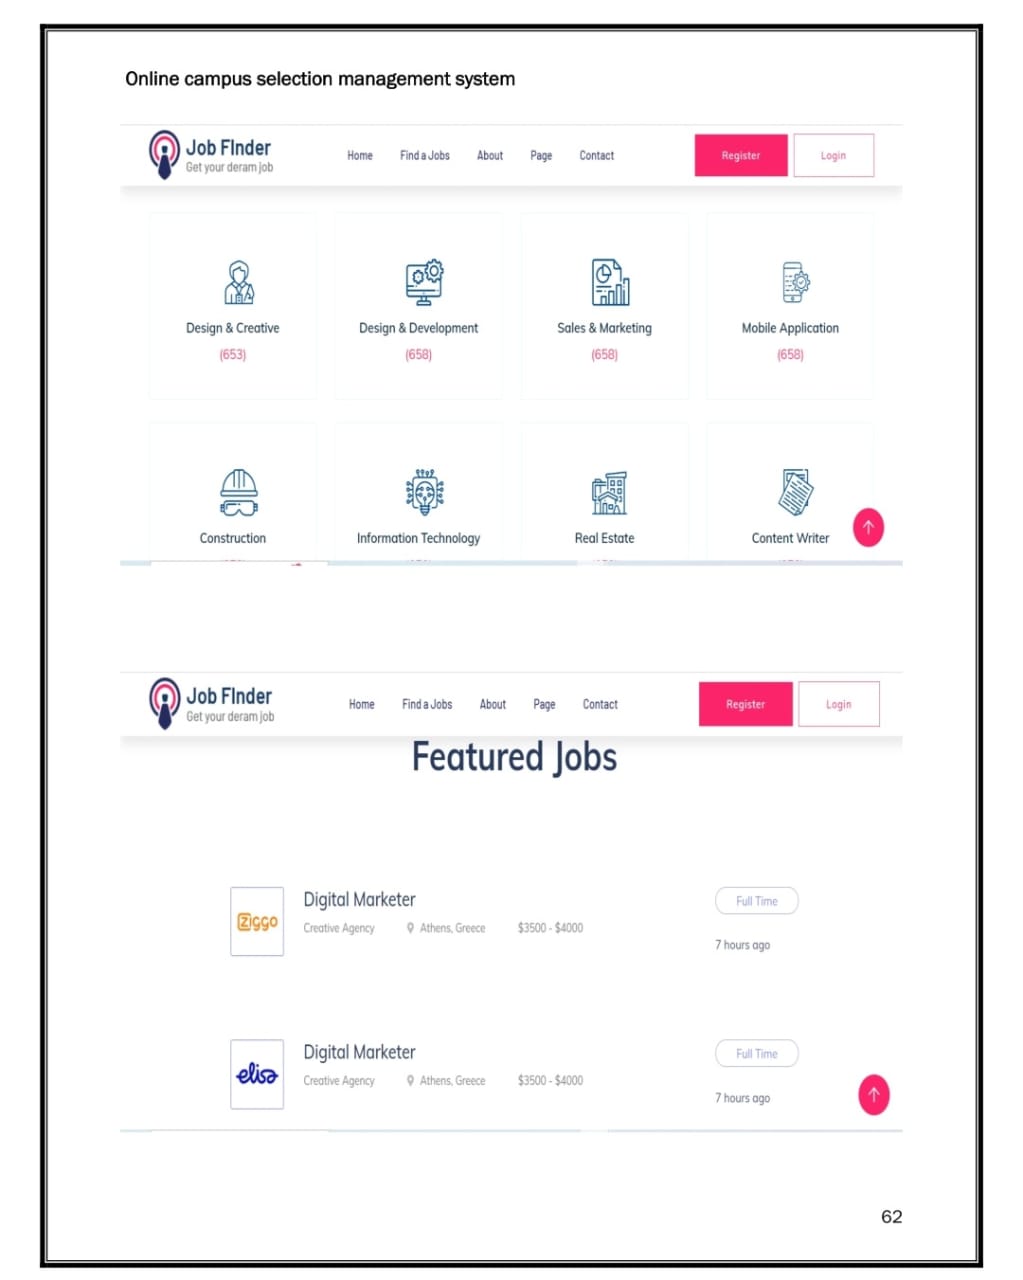 Online campus selection management system
Job FInder
Get your deram job
Home Find a Jobs About Page Contact Register Login
Design & Creative Design & Development Sales & Marketing Mobile Application
(653) (658) (658) (658)
Construction Information Technology Real Estate Content Writer
Job FInder
Get your deram job
Home Find a Jobs About Page Contact Register Login
Featured Jobs
Ziggo
Digital Marketer Full Time
Creative Agency Athens, Greece $3500 - $4000
7 hours ago
elisa
Digital Marketer Full Time
Creative Agency Athens, Greece $3500 - $4000
7 hours ago
62